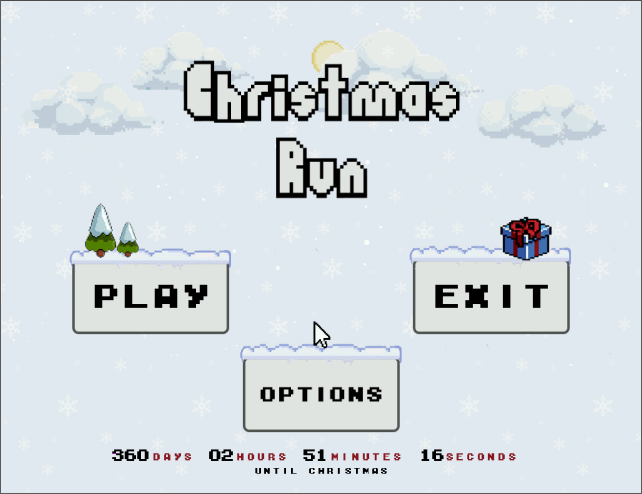 Christmas
Run
PLAY
EXIT
OPTIONS
360 DAYS 02 HOURS 51 MINUTES 16 SECONDS
UNTIL CHRISTMAS